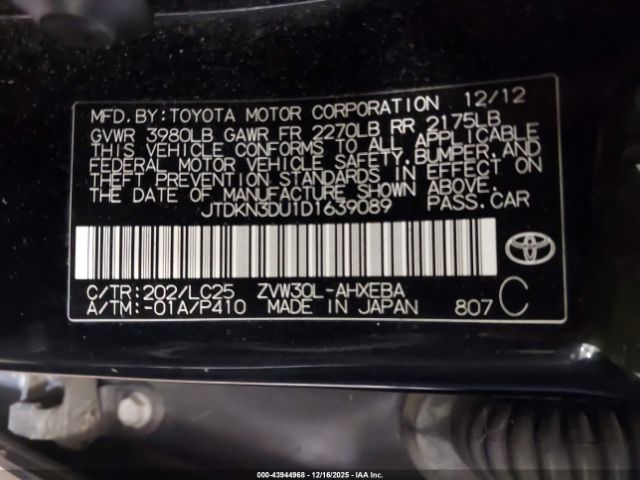 MFD. BY: TOYOTA MOTOR CORPORATION 12/12
GVWR 3980LB GAWR FR 2270LB RR 2175LB
THIS VEHICLE CONFORMS TO ALL APPLICABLE
FEDERAL MOTOR VEHICLE SAFETY, BUMPER, AND
THEFT PREVENTION STANDARDS IN EFFECT ON
THE DATE OF MANUFACTURE SHOWN ABOVE.
JTDKN3DU1D1639089 PASS. CAR
C/TR: 202/LC25 ZVW30L-AHXEBA
A/TM: -01A/P410 MADE IN JAPAN 807 C
000-43944968 - 12/16/2025 - IAA Inc.